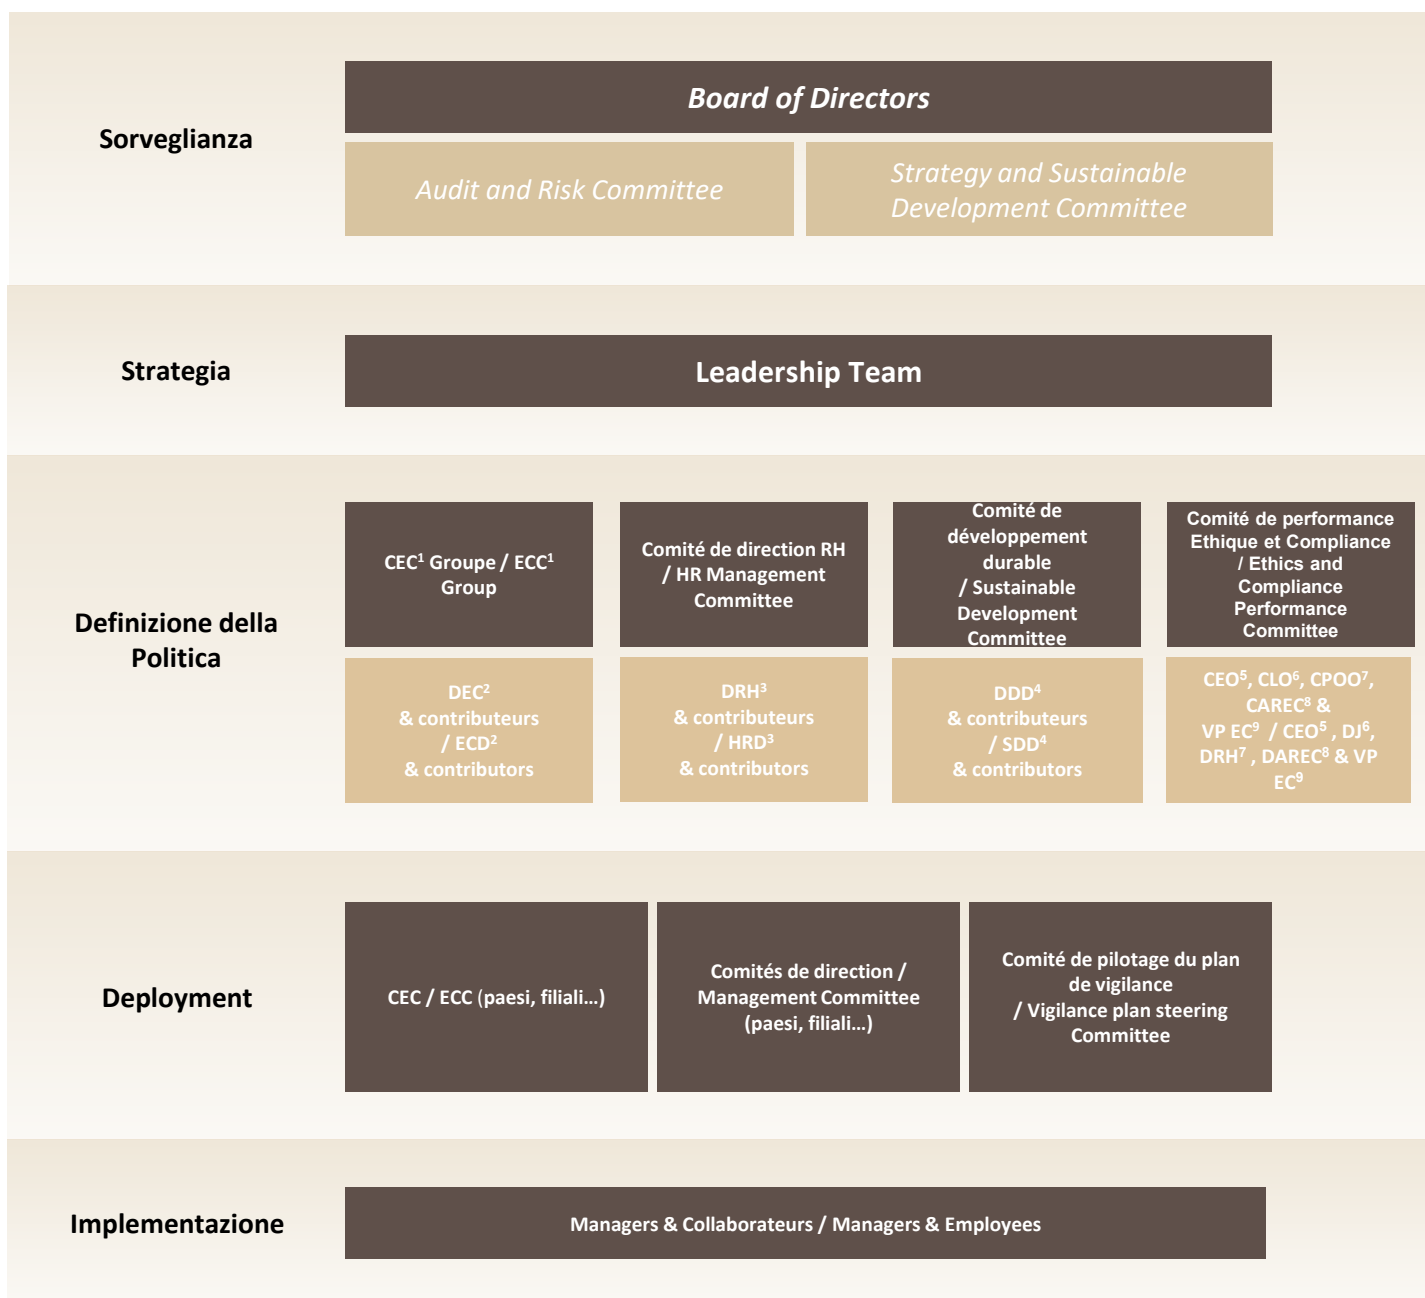 Sorveglianza
Board of Directors
Audit and Risk Committee
Strategy and Sustainable
Development Committee
Strategia
Leadership Team
Definizione della
Politica
CEC¹ Groupe / ECC¹
Group
Comité de direction RH
/ HR Management
Committee
Comité de
développement
durable
/ Sustainable
Development
Committee
Comité de performance
Ethique et Compliance
/ Ethics and
Compliance
Performance
Committee
DEC²
& contributeurs
/ ECD²
& contributors
DRH³
& contributeurs
/ HRD³
& contributors
DDD⁴
& contributeurs
/ SDD⁴
& contributors
CEO⁵, CLO⁶, CPOO⁷,
CAREC⁸ &
VP EC⁹ / CEO⁵ , DJ⁶,
DRH⁷ , DAREC⁸ & VP
EC⁹
Deployment
CEC / ECC (paesi, filiali…)
Comités de direction /
Management Committee
(paesi, filiali…)
Comité de pilotage du plan
de vigilance
/ Vigilance plan steering
Committee
Implementazione
Managers & Collaborateurs / Managers & Employees